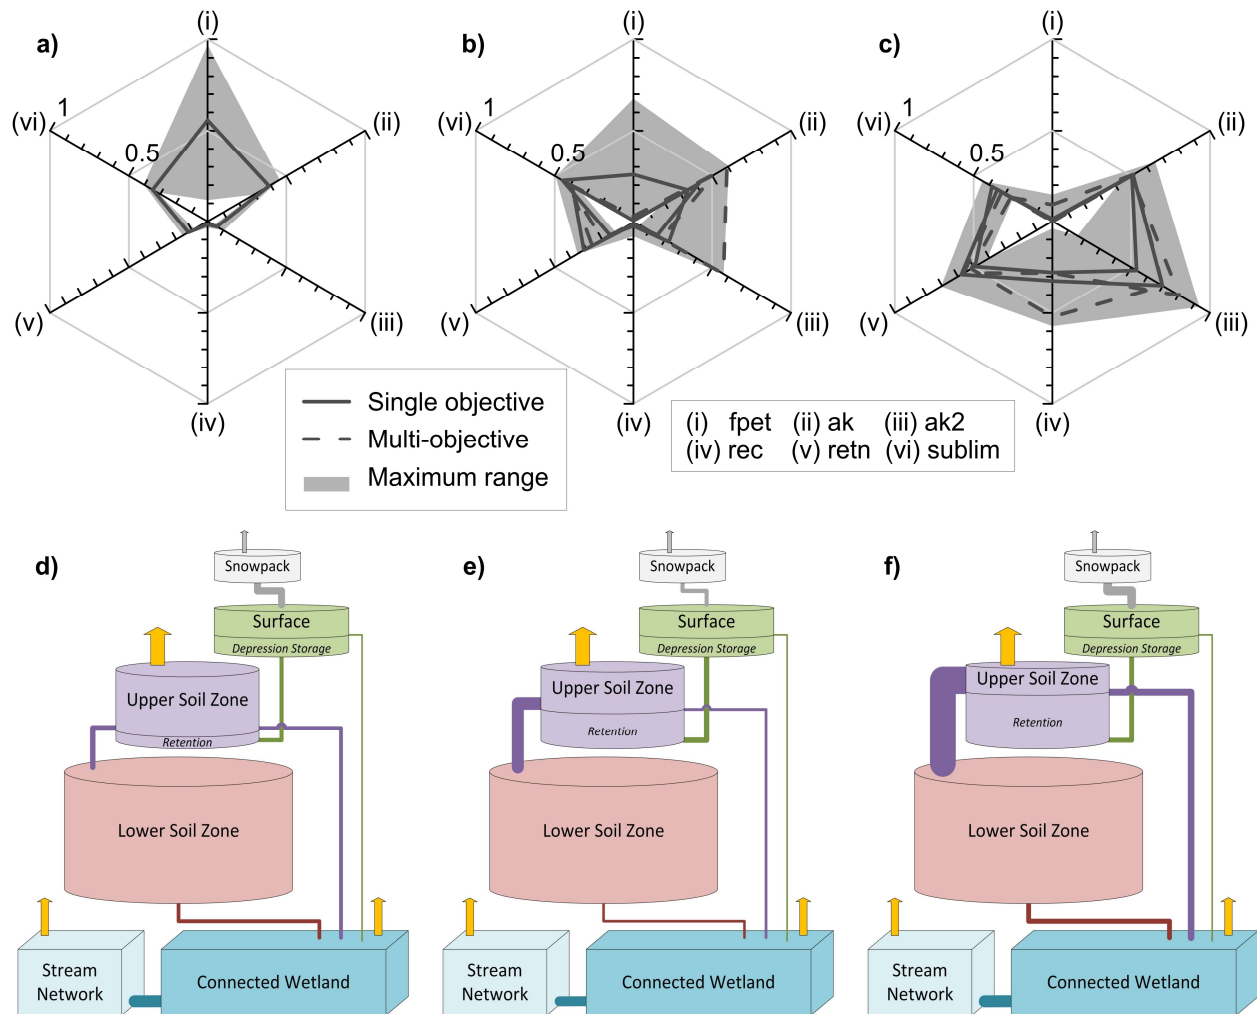 a)
(i)
1
(vi)
(ii)
0.5
(v)
(iii)
(iv)
b)
(i)
1
(vi)
(ii)
0.5
(v)
(iii)
(iv)
c)
(i)
1
(vi)
(ii)
0.5
(v)
(iii)
(iv)
Single objective
Multi-objective
Maximum range
(i) fpet (ii) ak (iii) ak2
(iv) rec (v) retn (vi) sublim
d)
Snowpack
Surface
Depression Storage
Upper Soil Zone
Retention
Lower Soil Zone
Stream
Network
Connected Wetland
e)
Snowpack
Surface
Depression Storage
Upper Soil Zone
Retention
Lower Soil Zone
Stream
Network
Connected Wetland
f)
Snowpack
Surface
Depression Storage
Upper Soil Zone
Retention
Lower Soil Zone
Stream
Network
Connected Wetland